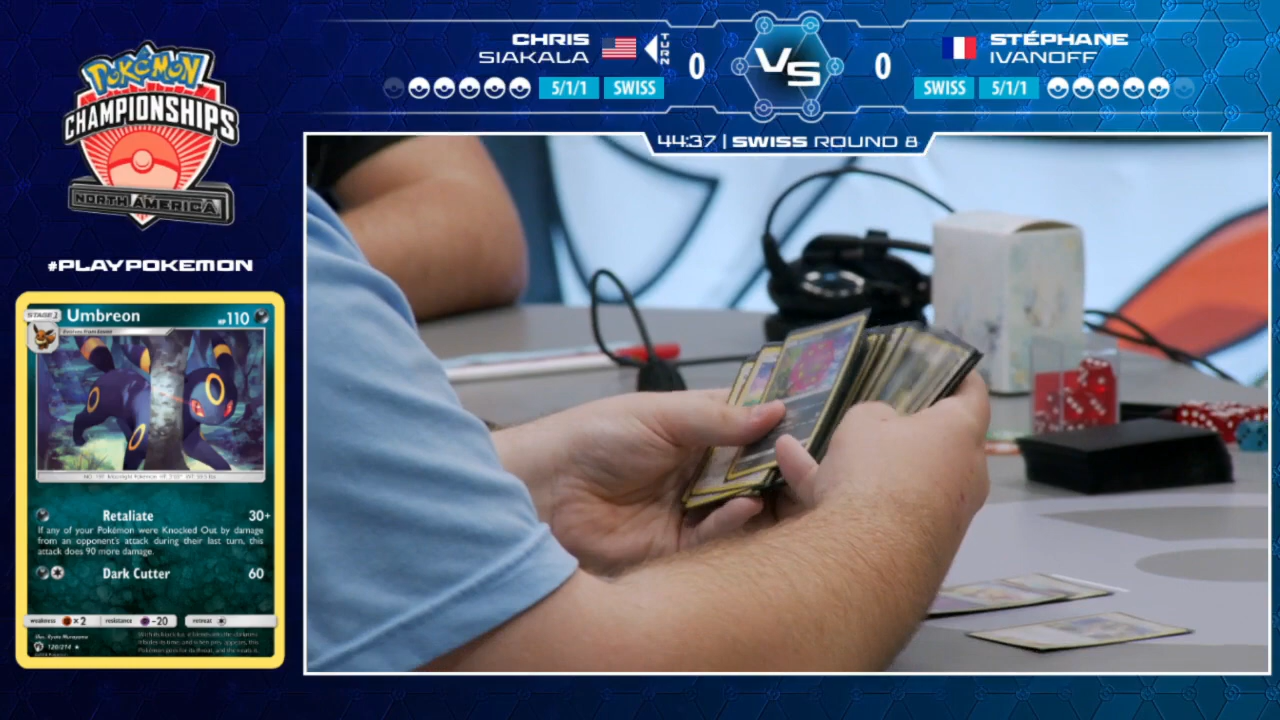 POKÉMON
CHAMPIONSHIPS
NORTH AMERICA
#PLAYPOKEMON
CHRIS
SIAKALA
TURN
0
5/1/1
SWISS
VS
0
STÉPHANE
IVANOFF
SWISS
5/1/1
44:37 | SWISS ROUND 8
Umbreon
HP110
Retaliate 30+
If any of your Pokémon were Knocked Out by damage
from an opponent's attack during their last turn, this
attack does 90 more damage.
Dark Cutter 60
weakness ×2 resistance -20 retreat
120/214